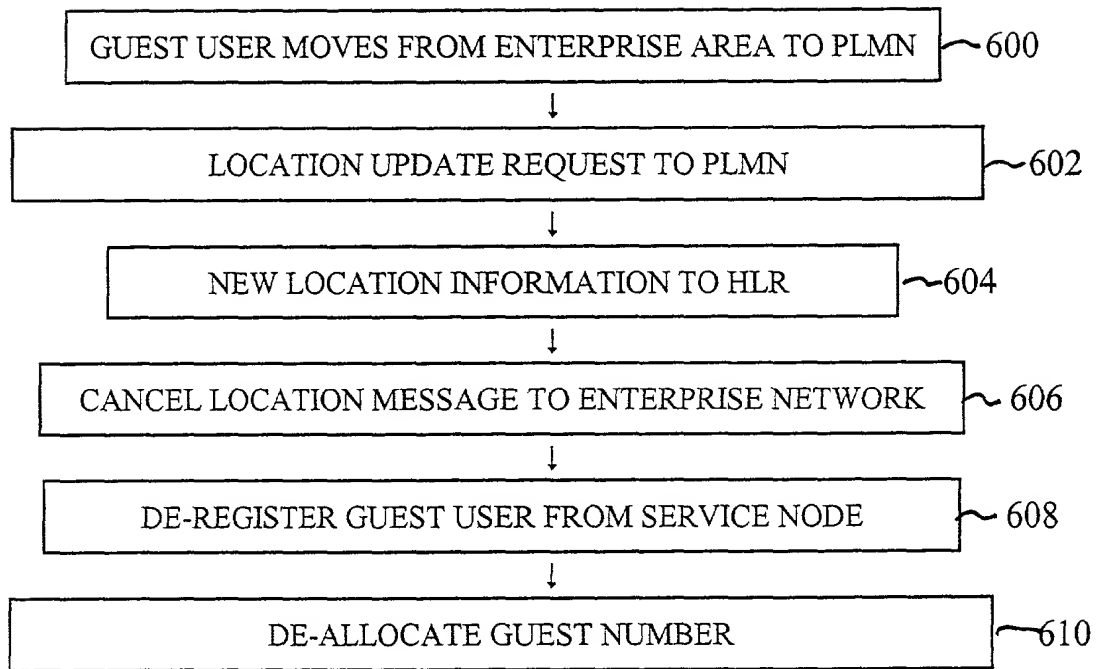 GUEST USER MOVES FROM ENTERPRISE AREA TO PLMN 600
LOCATION UPDATE REQUEST TO PLMN 602
NEW LOCATION INFORMATION TO HLR 604
CANCEL LOCATION MESSAGE TO ENTERPRISE NETWORK 606
DE-REGISTER GUEST USER FROM SERVICE NODE 608
DE-ALLOCATE GUEST NUMBER 610